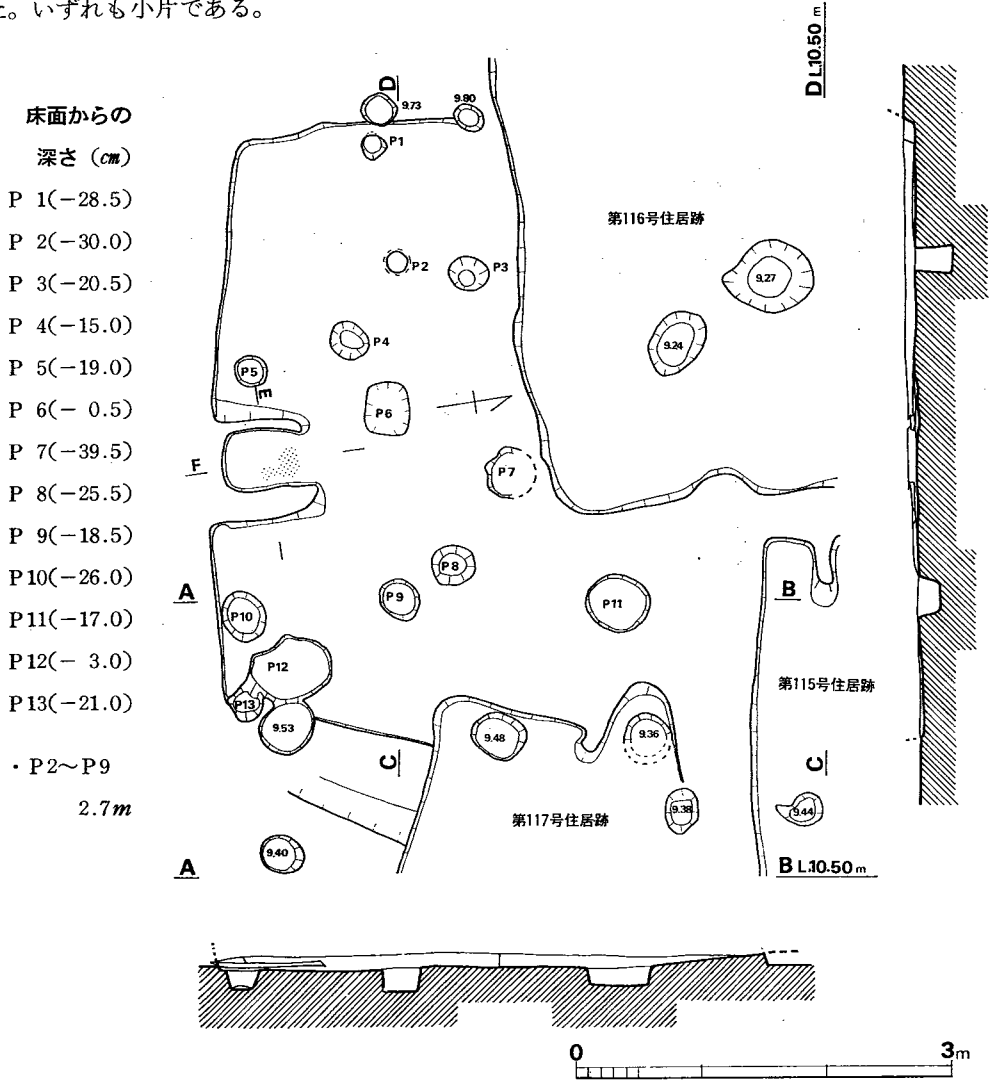 た。いずれも小片である。
床面からの
深さ (cm)
P 1(−28.5)
P 2(−30.0)
P 3(−20.5)
P 4(−15.0)
P 5(−19.0)
P 6(− 0.5)
P 7(−39.5)
P 8(−25.5)
P 9(−18.5)
P10(−26.0)
P11(−17.0)
P12(− 3.0)
P13(−21.0)
・P2〜P9
2.7m
D L.10.50 m
D
9.73
9.80
P1
第116号住居跡
P2
P3
9.27
P4
9.24
P5
E
P6
F
P7
P8
A
P9
P10
P11
B
P12
第115号住居跡
P13
9.53
9.48
9.36
C
C
9.38
9.44
第117号住居跡
9.40
A
B L.10.50 m
0
3m